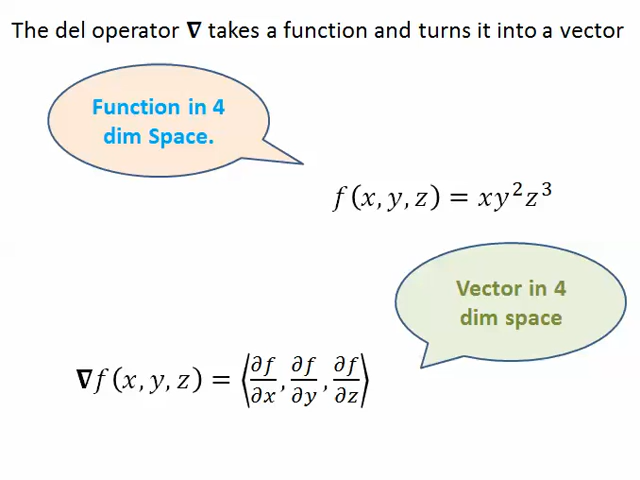 The del operator ∇ takes a function and turns it into a vector
Function in 4
dim Space.
f(x, y, z) = xy²z³
Vector in 4
dim space
∇f(x, y, z) = ⟨∂f/∂x, ∂f/∂y, ∂f/∂z⟩